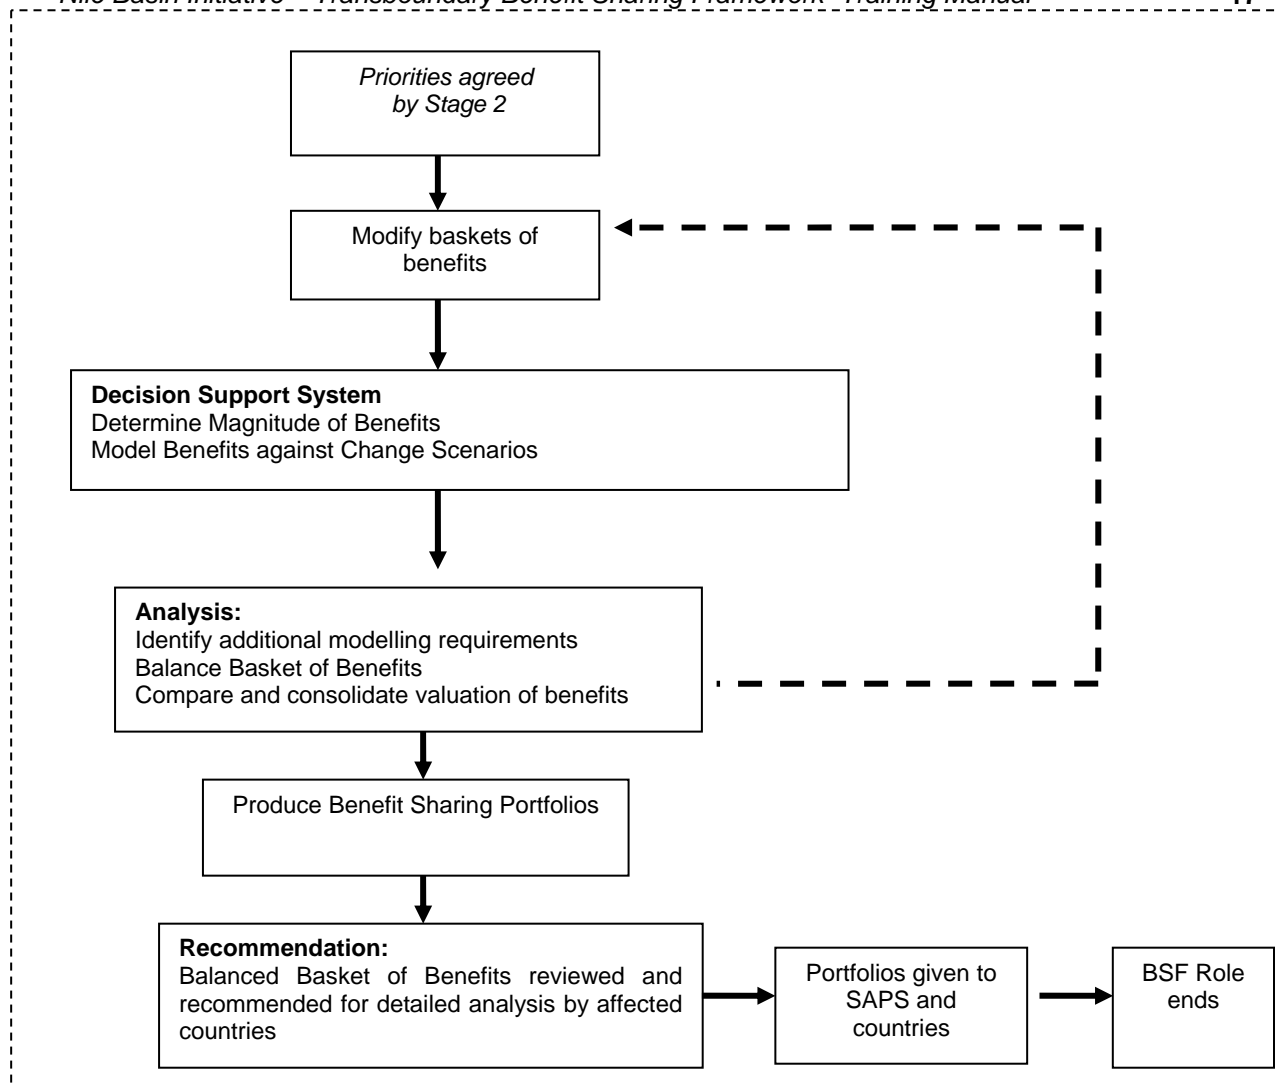 Nile Basin Initiative – Transboundary Benefit Sharing Framework Training Manual
Priorities agreed
by Stage 2
Modify baskets of
benefits
Decision Support System
Determine Magnitude of Benefits
Model Benefits against Change Scenarios
Analysis:
Identify additional modelling requirements
Balance Basket of Benefits
Compare and consolidate valuation of benefits
Produce Benefit Sharing Portfolios
Recommendation:
Balanced Basket of Benefits reviewed and
recommended for detailed analysis by affected
countries
Portfolios given to
SAPS and
countries
BSF Role
ends